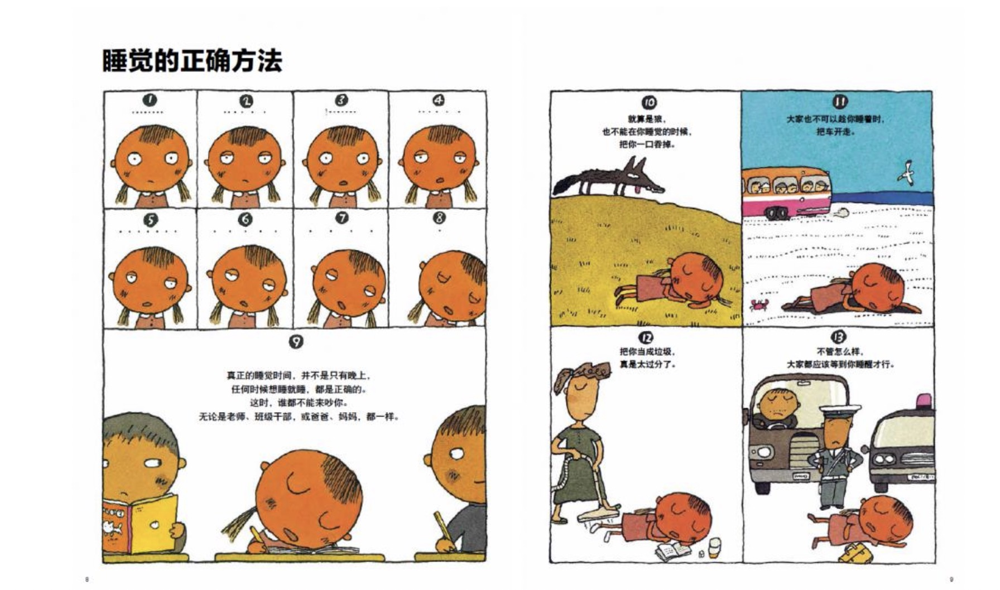 睡觉的正确方法
1
2
3
4
5
6
7
8
9
真正的睡觉时间，并不是只有晚上，
任何时候想睡就睡，都是正确的。
这时，谁都不能来吵你。
无论是老师、班级干部，或爸爸、妈妈，都一样。
8
10
就算是狼，
也不能在你睡觉的时候，
把你一口吞掉。
11
大家也不可以趁你睡着时，
把车开走。
12
把你当成垃圾，
真是太过分了。
13
不管怎么样，
大家都应该等到你睡醒才行。
9